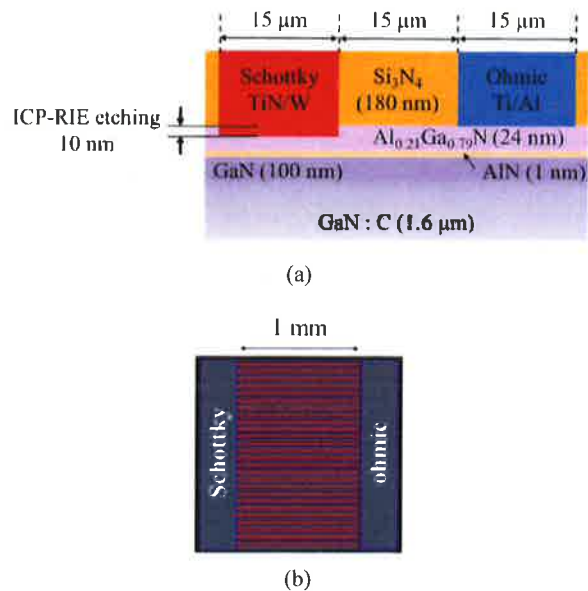 15 µm 15 µm 15 µm
Schottky
TiN/W
Si₃N₄
(180 nm)
Ohmic
Ti/Al
ICP-RIE etching
10 nm
Al₀.₂₁Ga₀.₇₉N (24 nm)
GaN (100 nm)
AlN (1 nm)
GaN : C (1.6 µm)
(a)
1 mm
Schottky
ohmic
(b)